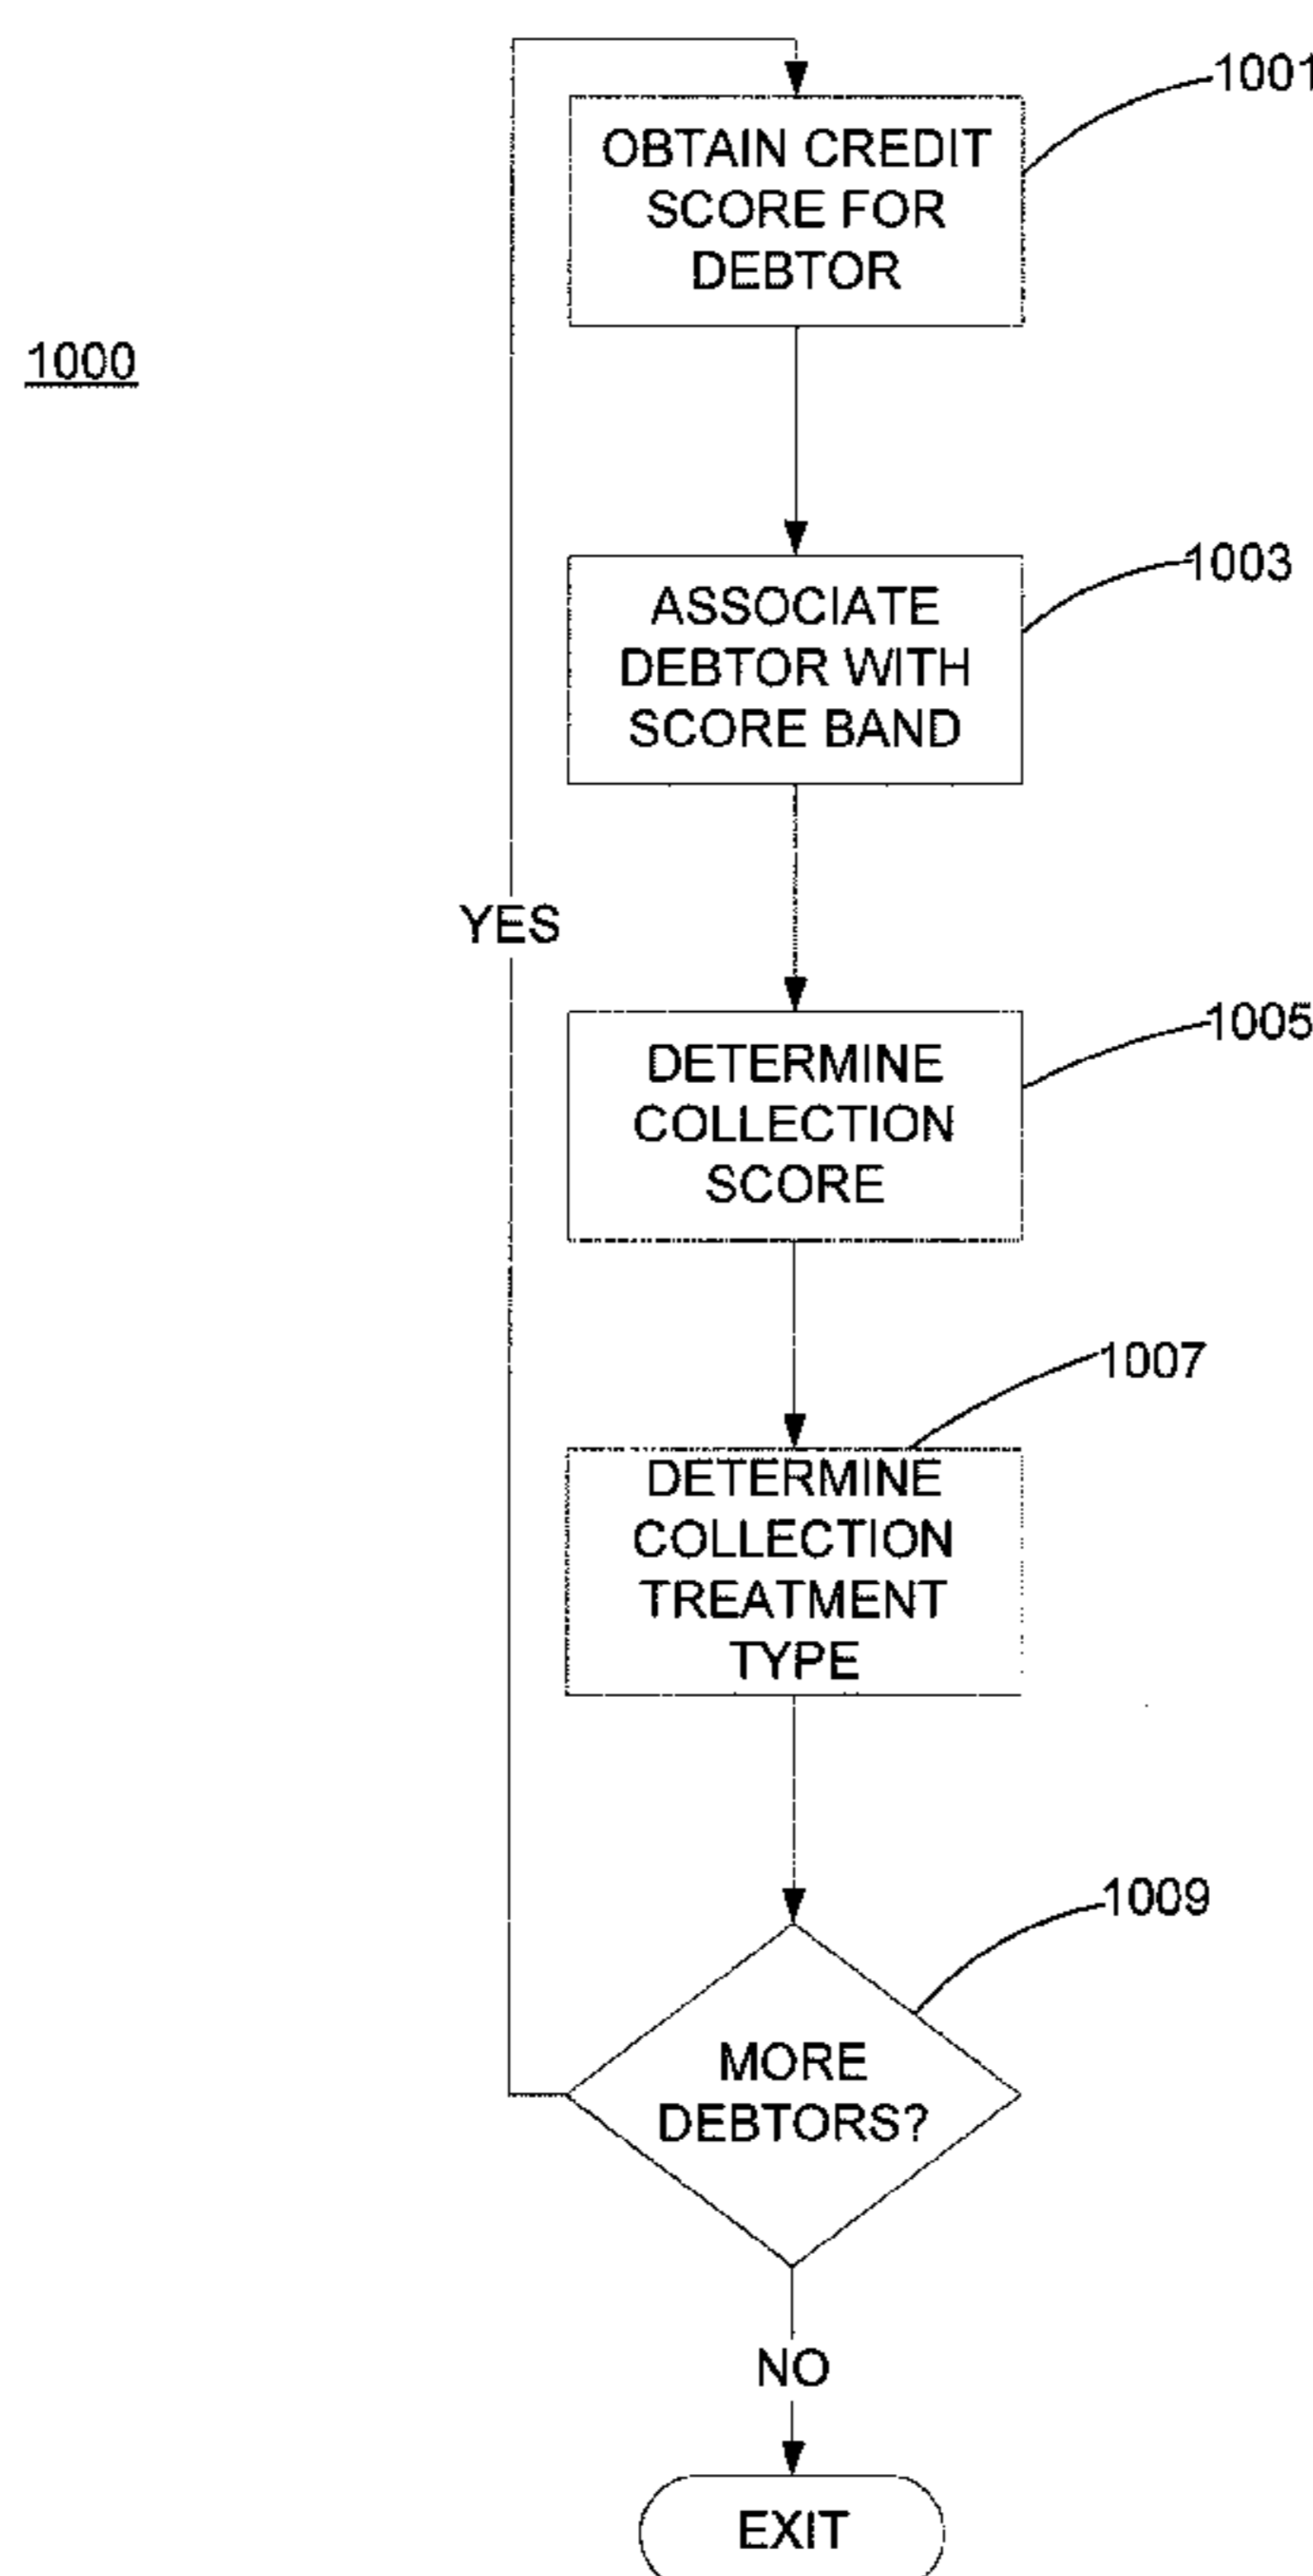 1001
OBTAIN CREDIT
SCORE FOR
DEBTOR
1000
1003
ASSOCIATE
DEBTOR WITH
SCORE BAND
YES
1005
DETERMINE
COLLECTION
SCORE
1007
DETERMINE
COLLECTION
TREATMENT
TYPE
1009
MORE
DEBTORS?
NO
EXIT